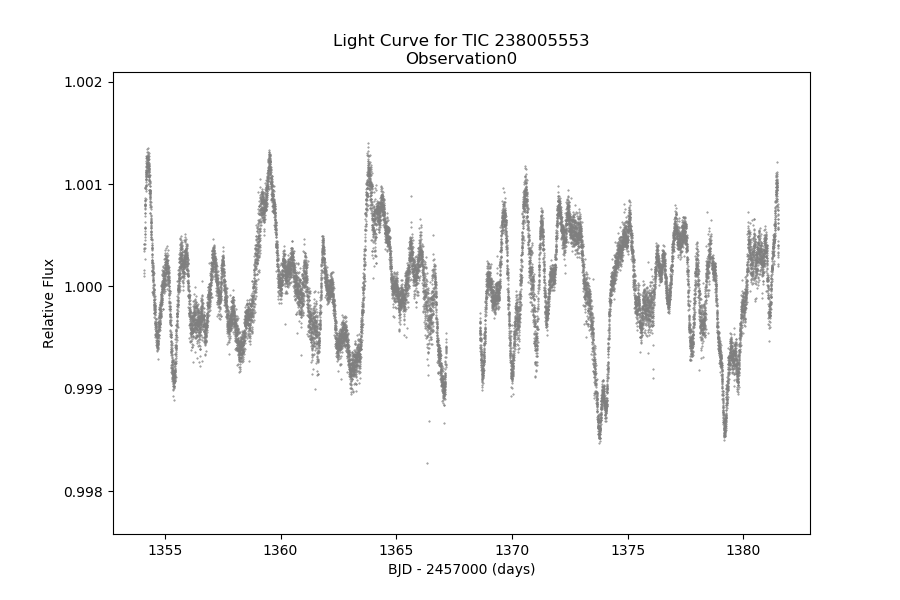 Light Curve for TIC 238005553
Observation0
1.002
1.001
1.000
0.999
0.998
Relative Flux
1355 1360 1365 1370 1375 1380
BJD - 2457000 (days)